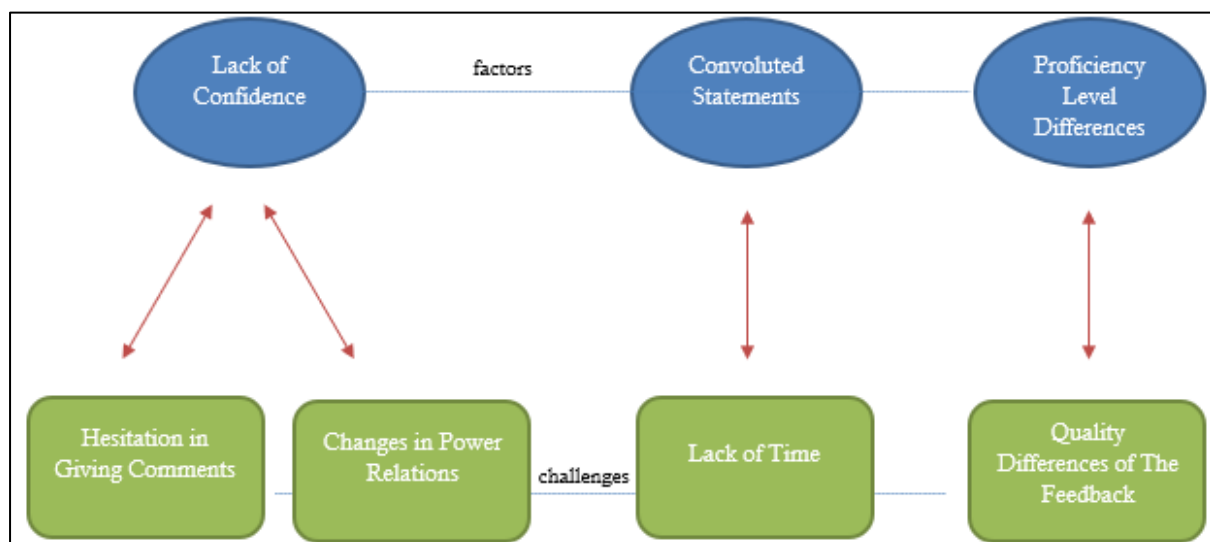 Lack of
Confidence
factors
Convoluted
Statements
Proficiency
Level
Differences
Hesitation in
Giving Comments
Changes in Power
Relations
challenges
Lack of Time
Quality
Differences of The
Feedback